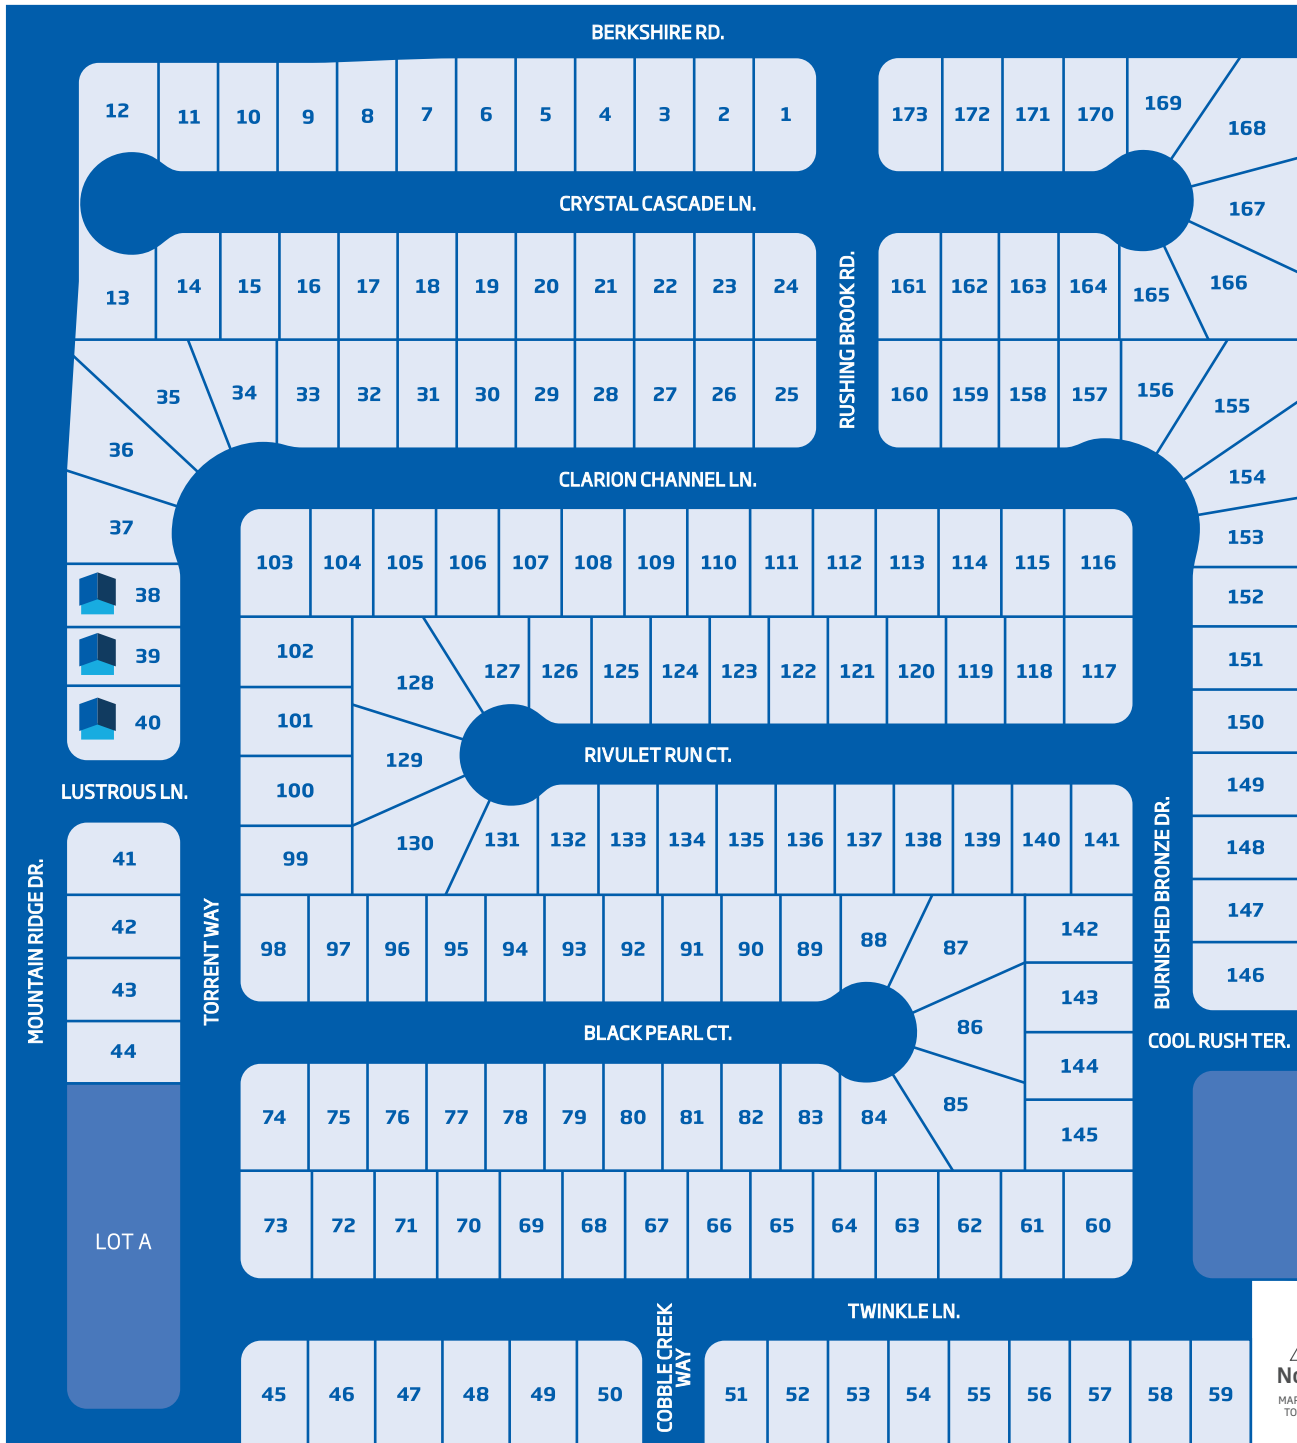 BERKSHIRE RD.
12 11 10 9 8 7 6 5 4 3 2 1
173 172 171 170 169 168
CRYSTAL CASCADE LN.
167
13 14 15 16 17 18 19 20 21 22 23 24
RUSHING BROOK RD.
161 162 163 164 165 166
36 35 34 33 32 31 30 29 28 27 26 25
160 159 158 157 156 155
154
CLARION CHANNEL LN.
37
153
103 104 105 106 107 108 109 110 111 112 113 114 115 116
38
152
39
102
128 127 126 125 124 123 122 121 120 119 118 117
151
40
101
150
129
RIVULET RUN CT.
LUSTROUS LN.
100
149
41
99
130 131 132 133 134 135 136 137 138 139 140 141
148
MOUNTAIN RIDGE DR.
TORRENT WAY
BURNISHED BRONZE DR.
42
98 97 96 95 94 93 92 91 90 89 88 87
142
147
43
143
146
86
44
BLACK PEARL CT.
COOL RUSH TER.
144
74 75 76 77 78 79 80 81 82 83 84 85
145
LOT A
73 72 71 70 69 68 67 66 65 64 63 62 61 60
TWINKLE LN.
COBBLE CREEK
WAY
45 46 47 48 49 50
51 52 53 54 55 56 57 58 59